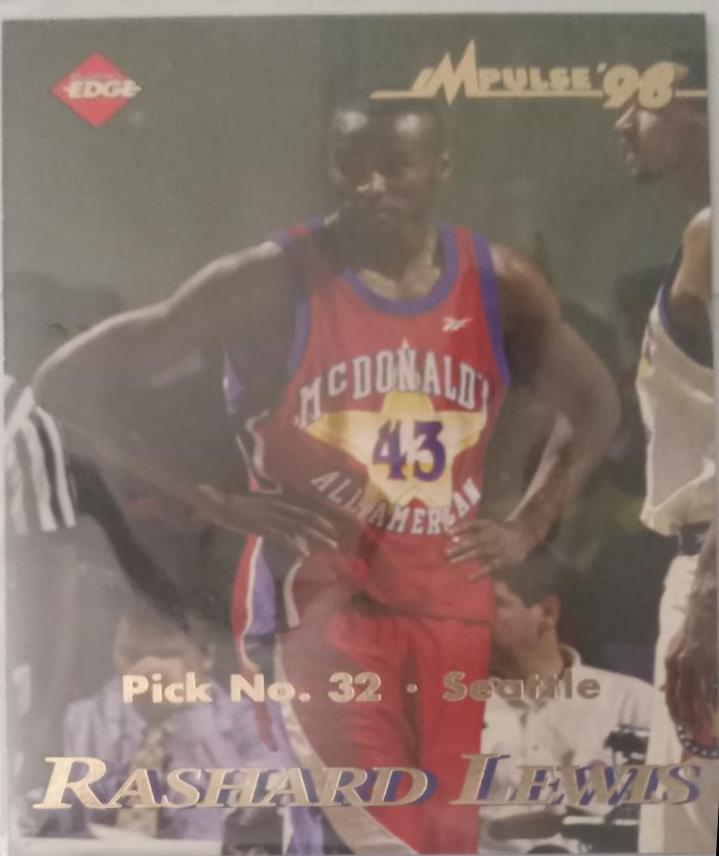 EDGE
IMPULSE '98
McDONALD'S
43
ALL AMERICAN
Pick No. 32 · Seattle
RASHARD LEWIS